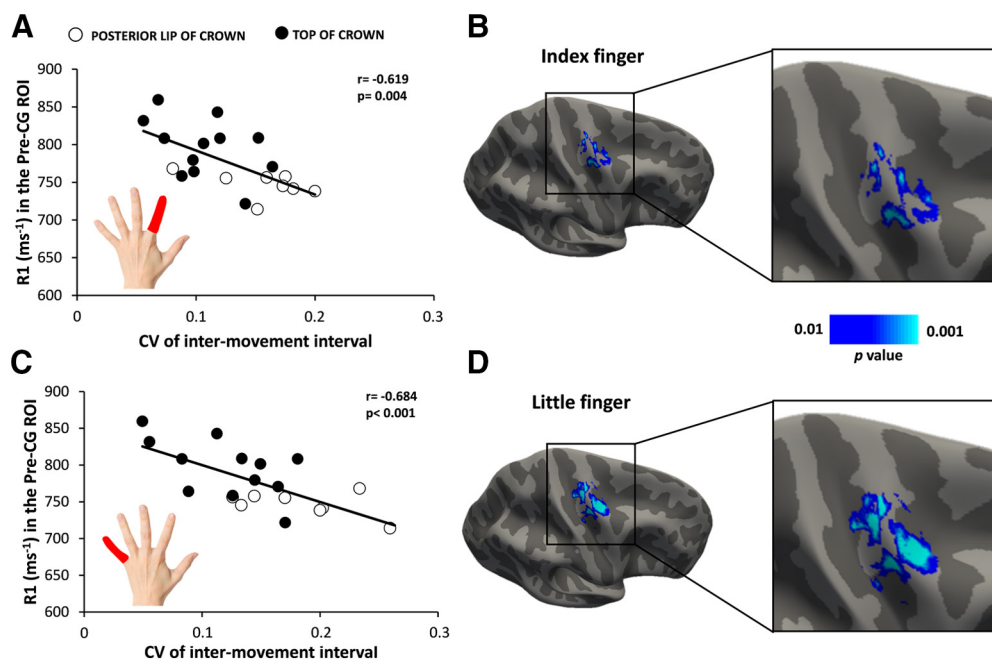 A
POSTERIOR LIP OF CROWN
TOP OF CROWN
R1 (ms⁻¹) in the Pre-CG ROI
900
850
800
750
700
650
600
r= -0.619
p= 0.004
0
0.1
0.2
0.3
CV of inter-movement interval
B
Index finger
0.01
0.001
p value
C
R1 (ms⁻¹) in the Pre-CG ROI
900
850
800
750
700
650
600
r= -0.684
p< 0.001
0
0.1
0.2
0.3
CV of inter-movement interval
D
Little finger